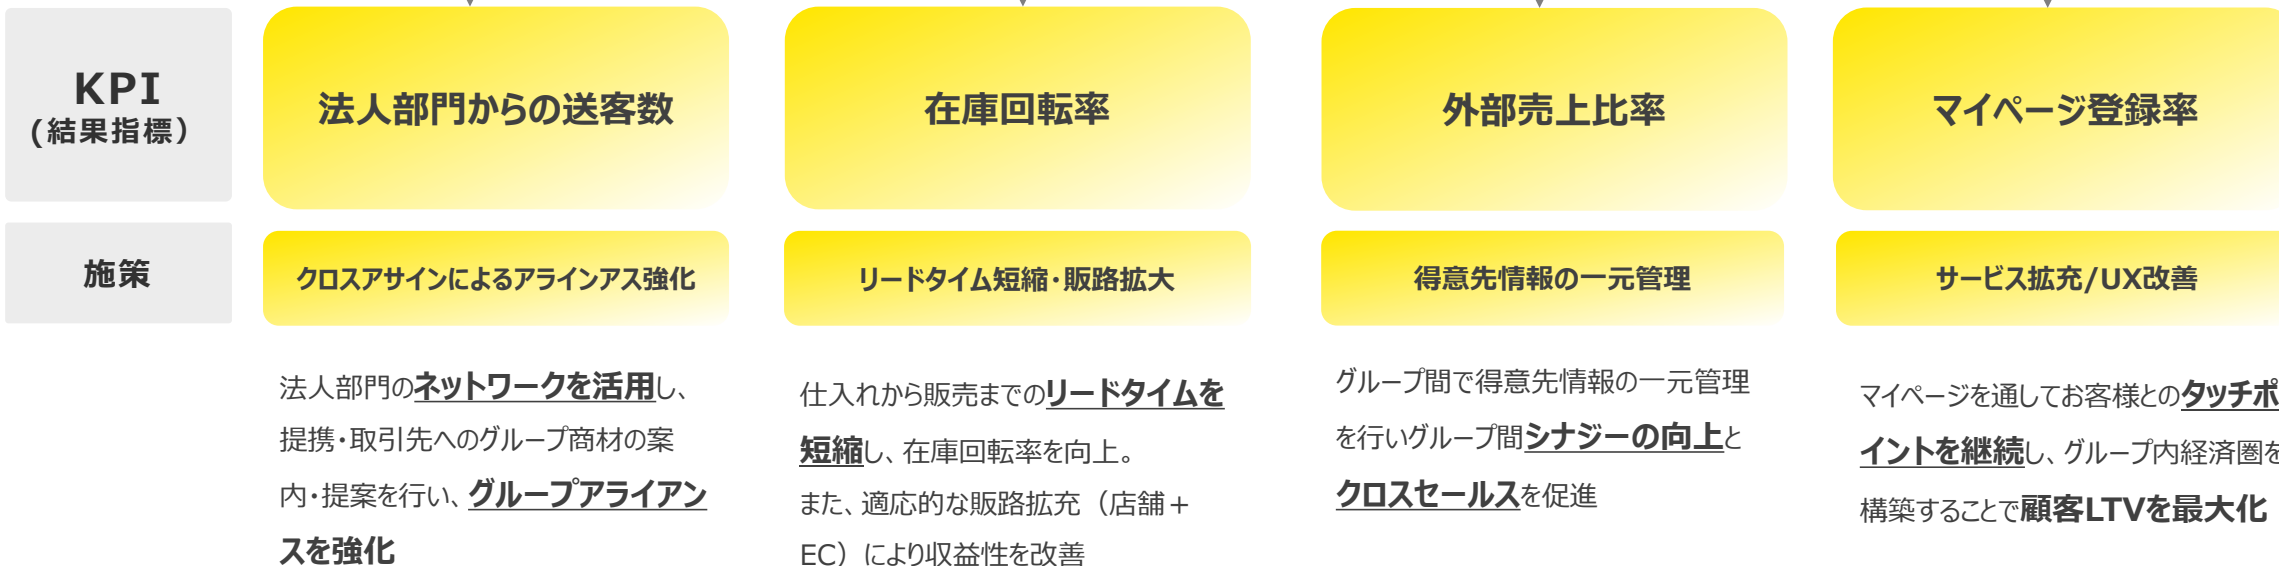 KPI
(結果指標）
法人部門からの送客数
在庫回転率
外部売上比率
マイページ登録率
施策
クロスアサインによるアラインアス強化
リードタイム短縮・販路拡大
得意先情報の一元管理
サービス拡充/UX改善
法人部門のネットワークを活用し、
提携・取引先へのグループ商材の案
内・提案を行い、グループアライアン
スを強化
仕入れから販売までのリードタイムを
短縮し、在庫回転率を向上。
また、適応的な販路拡充（店舗＋
EC）により収益性を改善
グループ間で得意先情報の一元管理
を行いグループ間シナジーの向上と
クロスセールスを促進
マイページを通してお客様とのタッチポ
イントを継続し、グループ内経済圏を
構築することで顧客LTVを最大化